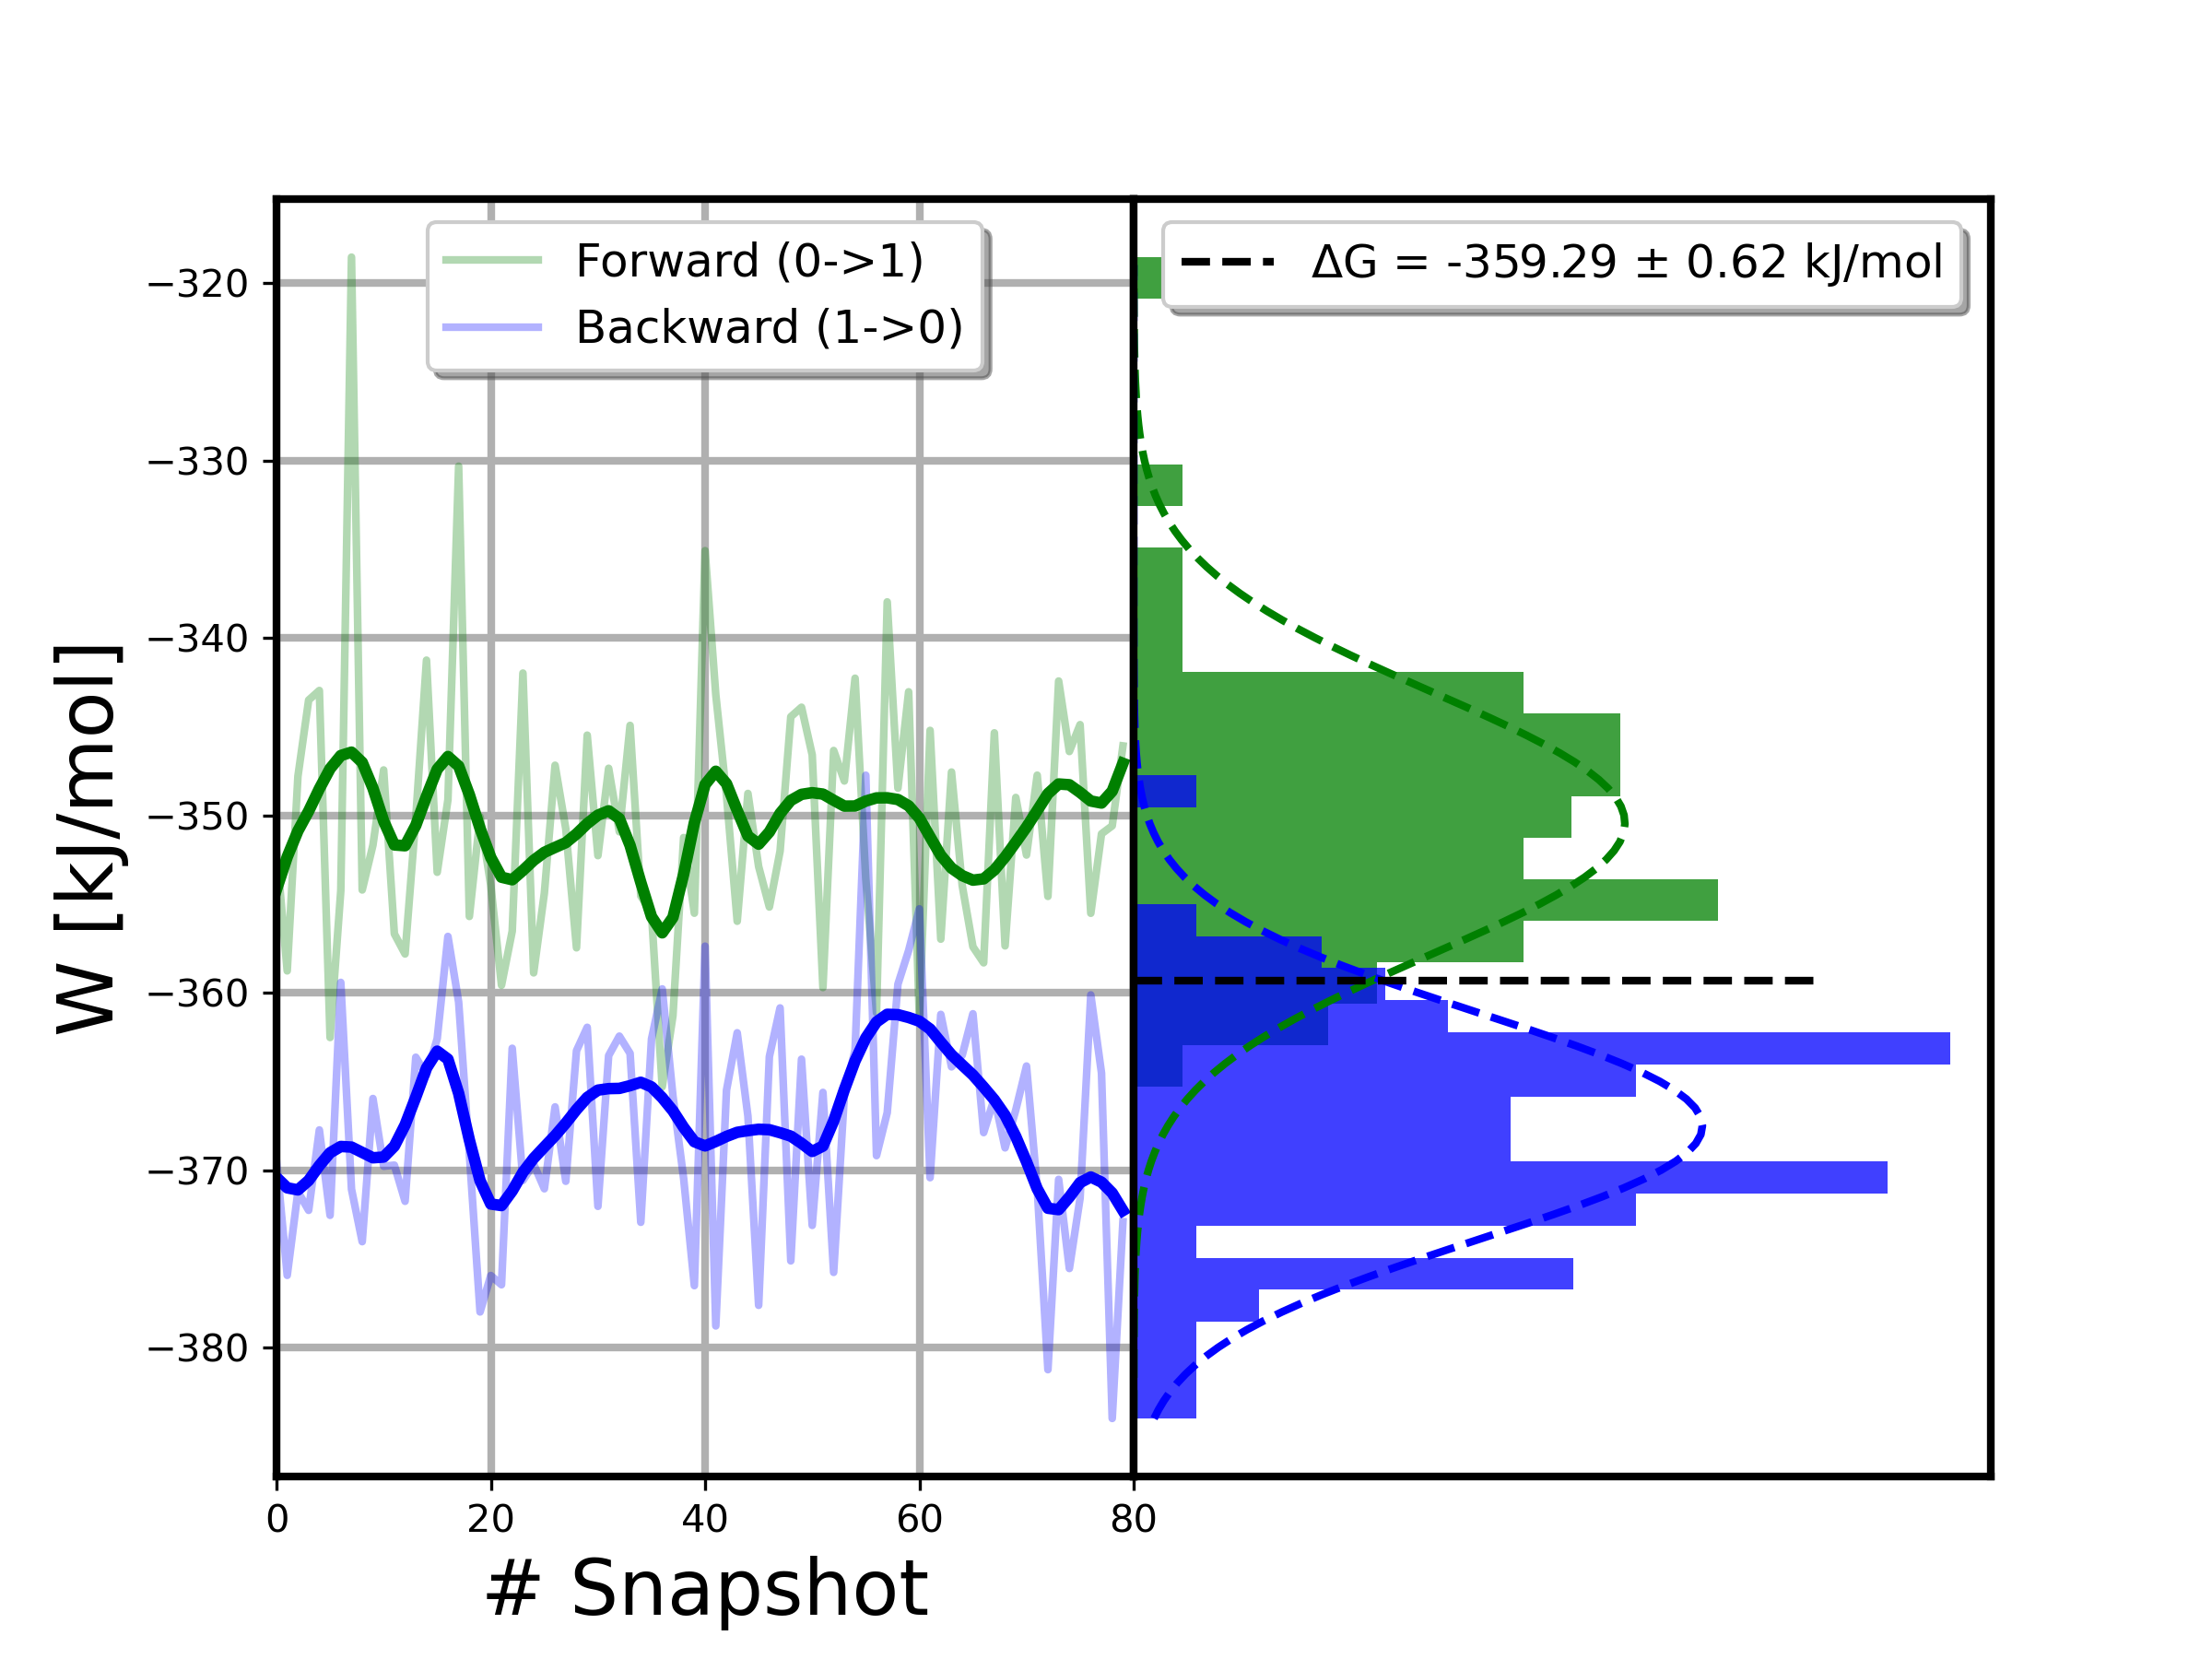 Forward (0->1)
Backward (1->0)
ΔG = -359.29 ± 0.62 kJ/mol
−320
−330
−340
−350
−360
−370
−380
W [kJ/mol]
0 20 40 60 80
# Snapshot